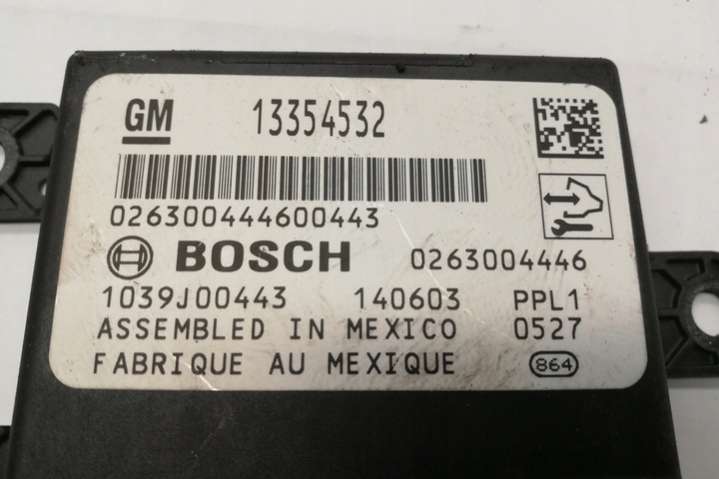 GM 13354532
026300444600443
BOSCH 0263004446
1039J00443 140603 PPL1
ASSEMBLED IN MEXICO 0527
FABRIQUE AU MEXIQUE 864